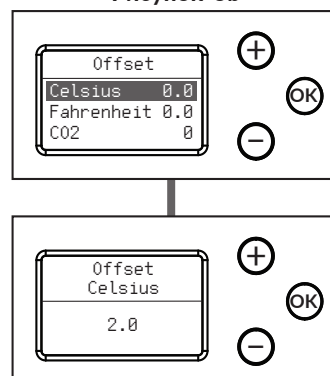 Offset
Celsius 0.0
Fahrenheit 0.0
CO2 0
+
OK
−
Offset
Celsius
2.0
+
OK
−